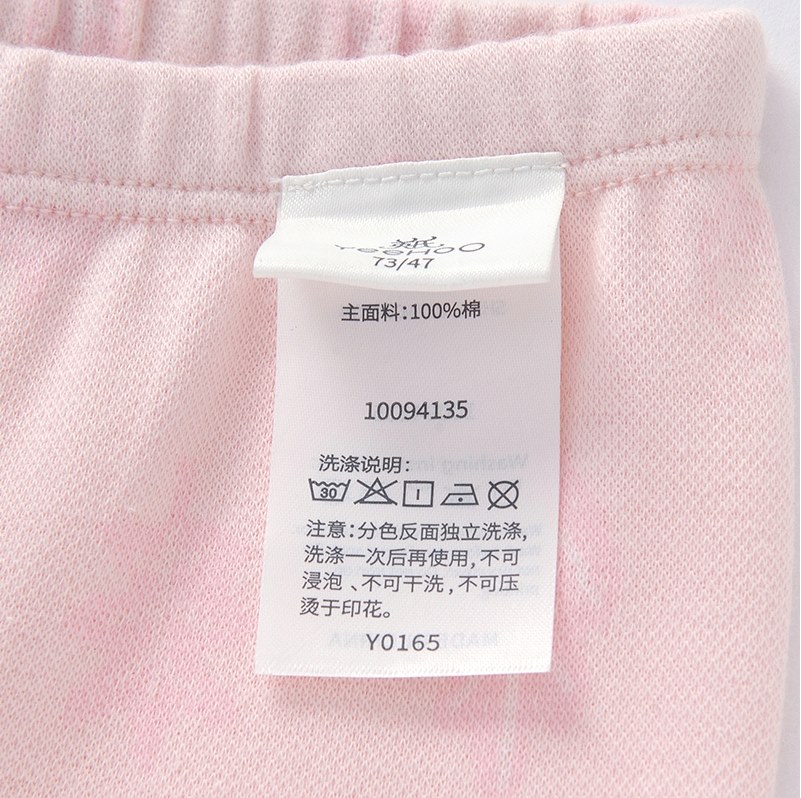 YeeHOO
73/47
主面料:100%棉
10094135
洗涤说明:
30
注意:分色反面独立洗涤,
洗涤一次后再使用,不可
浸泡、不可干洗,不可压
烫于印花。
Y0165